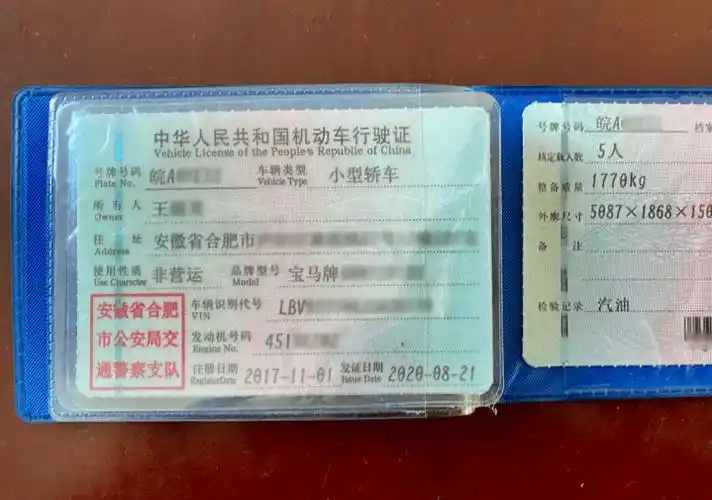 中华人民共和国机动车行驶证
Vehicle License of the People's Republic of China
号牌号码 皖A 车辆类型 小型轿车
Plate No. Vehicle Type
所有人 王
Owner
住址 安徽省合肥市
Address
使用性质 非营运 品牌型号 宝马牌
Use Character Model
安徽省合肥
市公安局交
通警察支队
车辆识别代号 LBV
VIN
发动机号码 451
Engine No.
注册日期 2017-11-01 发证日期 2020-08-21
Register Date Issue Date
号牌号码 皖A 档案
核定载人数 5人
整备质量 1770kg
外廓尺寸 5087×1868×150
备注
检验记录 汽油